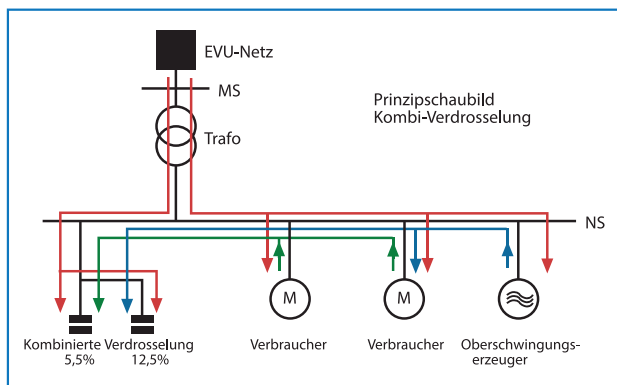 EVU-Netz
MS
Prinzipschaubild
Kombi-Verdrosselung
Trafo
NS
M
M
Kombinierte Verdrosselung
5,5% 12,5%
Verbraucher
Verbraucher
Oberschwingungs-
erzeuger